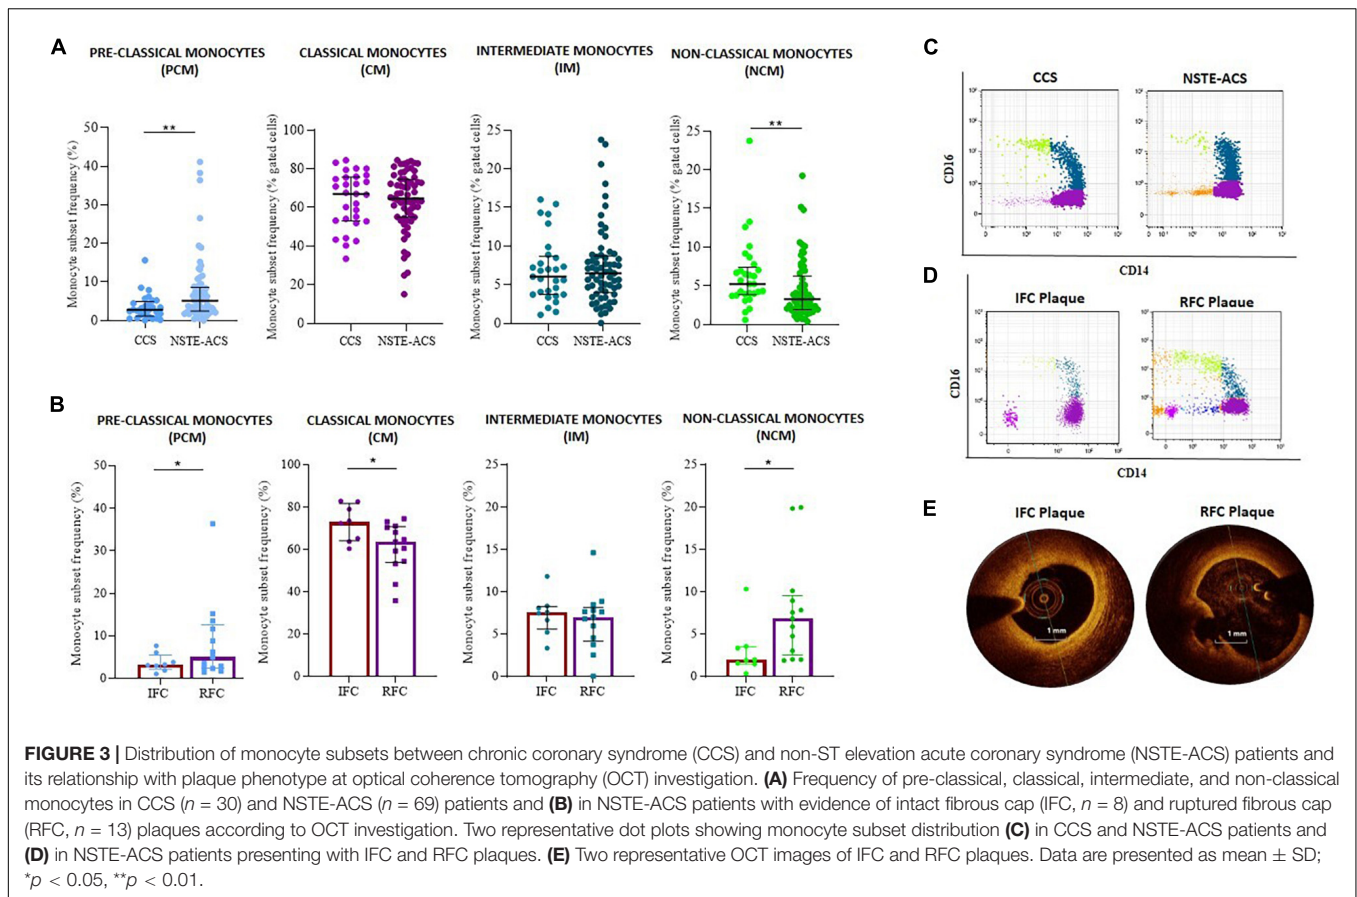 A
PRE-CLASSICAL MONOCYTES
(PCM)
Monocyte subset frequency (%)
50
40
30
20
10
0
**
CCS
NSTE-ACS
CLASSICAL MONOCYTES
(CM)
Monocyte subset frequency (% gated cells)
100
80
60
40
20
0
CCS
NSTE-ACS
INTERMEDIATE MONOCYTES
(IM)
Monocyte subset frequency (% gated cells)
25
20
15
10
5
0
CCS
NSTE-ACS
NON-CLASSICAL MONOCYTES
(NCM)
Monocyte subset frequency (% gated cells)
25
20
15
10
5
0
**
CCS
NSTE-ACS
B
PRE-CLASSICAL MONOCYTES
(PCM)
Monocyte subset frequency (%)
50
40
30
20
10
0
*
IFC
RFC
CLASSICAL MONOCYTES
(CM)
Monocyte subset frequency (%)
100
80
60
40
20
0
*
IFC
RFC
INTERMEDIATE MONOCYTES
(IM)
Monocyte subset frequency (%)
25
20
15
10
5
0
IFC
RFC
NON-CLASSICAL MONOCYTES
(NCM)
Monocyte subset frequency (%)
25
20
15
10
5
0
*
IFC
RFC
C
CCS
NSTE-ACS
CD16
CD14
D
IFC Plaque
RFC Plaque
CD16
CD14
E
IFC Plaque
RFC Plaque
1 mm
1 mm
FIGURE 3 | Distribution of monocyte subsets between chronic coronary syndrome (CCS) and non-ST elevation acute coronary syndrome (NSTE-ACS) patients and
its relationship with plaque phenotype at optical coherence tomography (OCT) investigation. (A) Frequency of pre-classical, classical, intermediate, and non-classical
monocytes in CCS (n = 30) and NSTE-ACS (n = 69) patients and (B) in NSTE-ACS patients with evidence of intact fibrous cap (IFC, n = 8) and ruptured fibrous cap
(RFC, n = 13) plaques according to OCT investigation. Two representative dot plots showing monocyte subset distribution (C) in CCS and NSTE-ACS patients and
(D) in NSTE-ACS patients presenting with IFC and RFC plaques. (E) Two representative OCT images of IFC and RFC plaques. Data are presented as mean ± SD;
*p < 0.05, **p < 0.01.